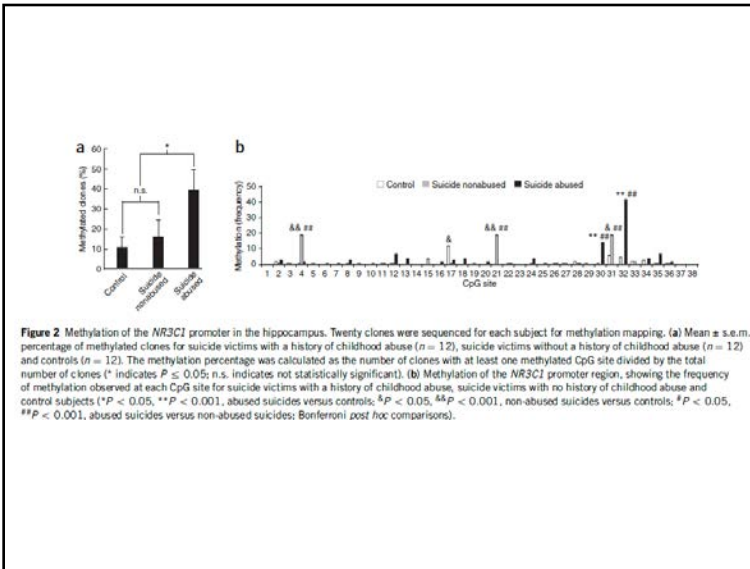 a
Methylated clones (%)
60
50
40
30
20
10
0
*
n.s.
Control
Suicide nonabused
Suicide abused
b
Methylation (frequency)
50
40
30
20
10
0
Control Suicide nonabused Suicide abused
&& ##
&
&& ##
** ##
& ##
** ##
1 2 3 4 5 6 7 8 9 10 11 12 13 14 15 16 17 18 19 20 21 22 23 24 25 26 27 28 29 30 31 32 33 34 35 36 37 38
CpG site
Figure 2 Methylation of the NR3C1 promoter in the hippocampus. Twenty clones were sequenced for each subject for methylation mapping. (a) Mean ± s.e.m.
percentage of methylated clones for suicide victims with a history of childhood abuse (n = 12), suicide victims without a history of childhood abuse (n = 12)
and controls (n = 12). The methylation percentage was calculated as the number of clones with at least one methylated CpG site divided by the total
number of clones (* indicates P ≤ 0.05; n.s. indicates not statistically significant). (b) Methylation of the NR3C1 promoter region, showing the frequency
of methylation observed at each CpG site for suicide victims with a history of childhood abuse, suicide victims with no history of childhood abuse and
control subjects (*P < 0.05, **P < 0.001, abused suicides versus controls; &P < 0.05, &&P < 0.001, non-abused suicides versus controls; #P < 0.05,
##P < 0.001, abused suicides versus non-abused suicides; Bonferroni post hoc comparisons).